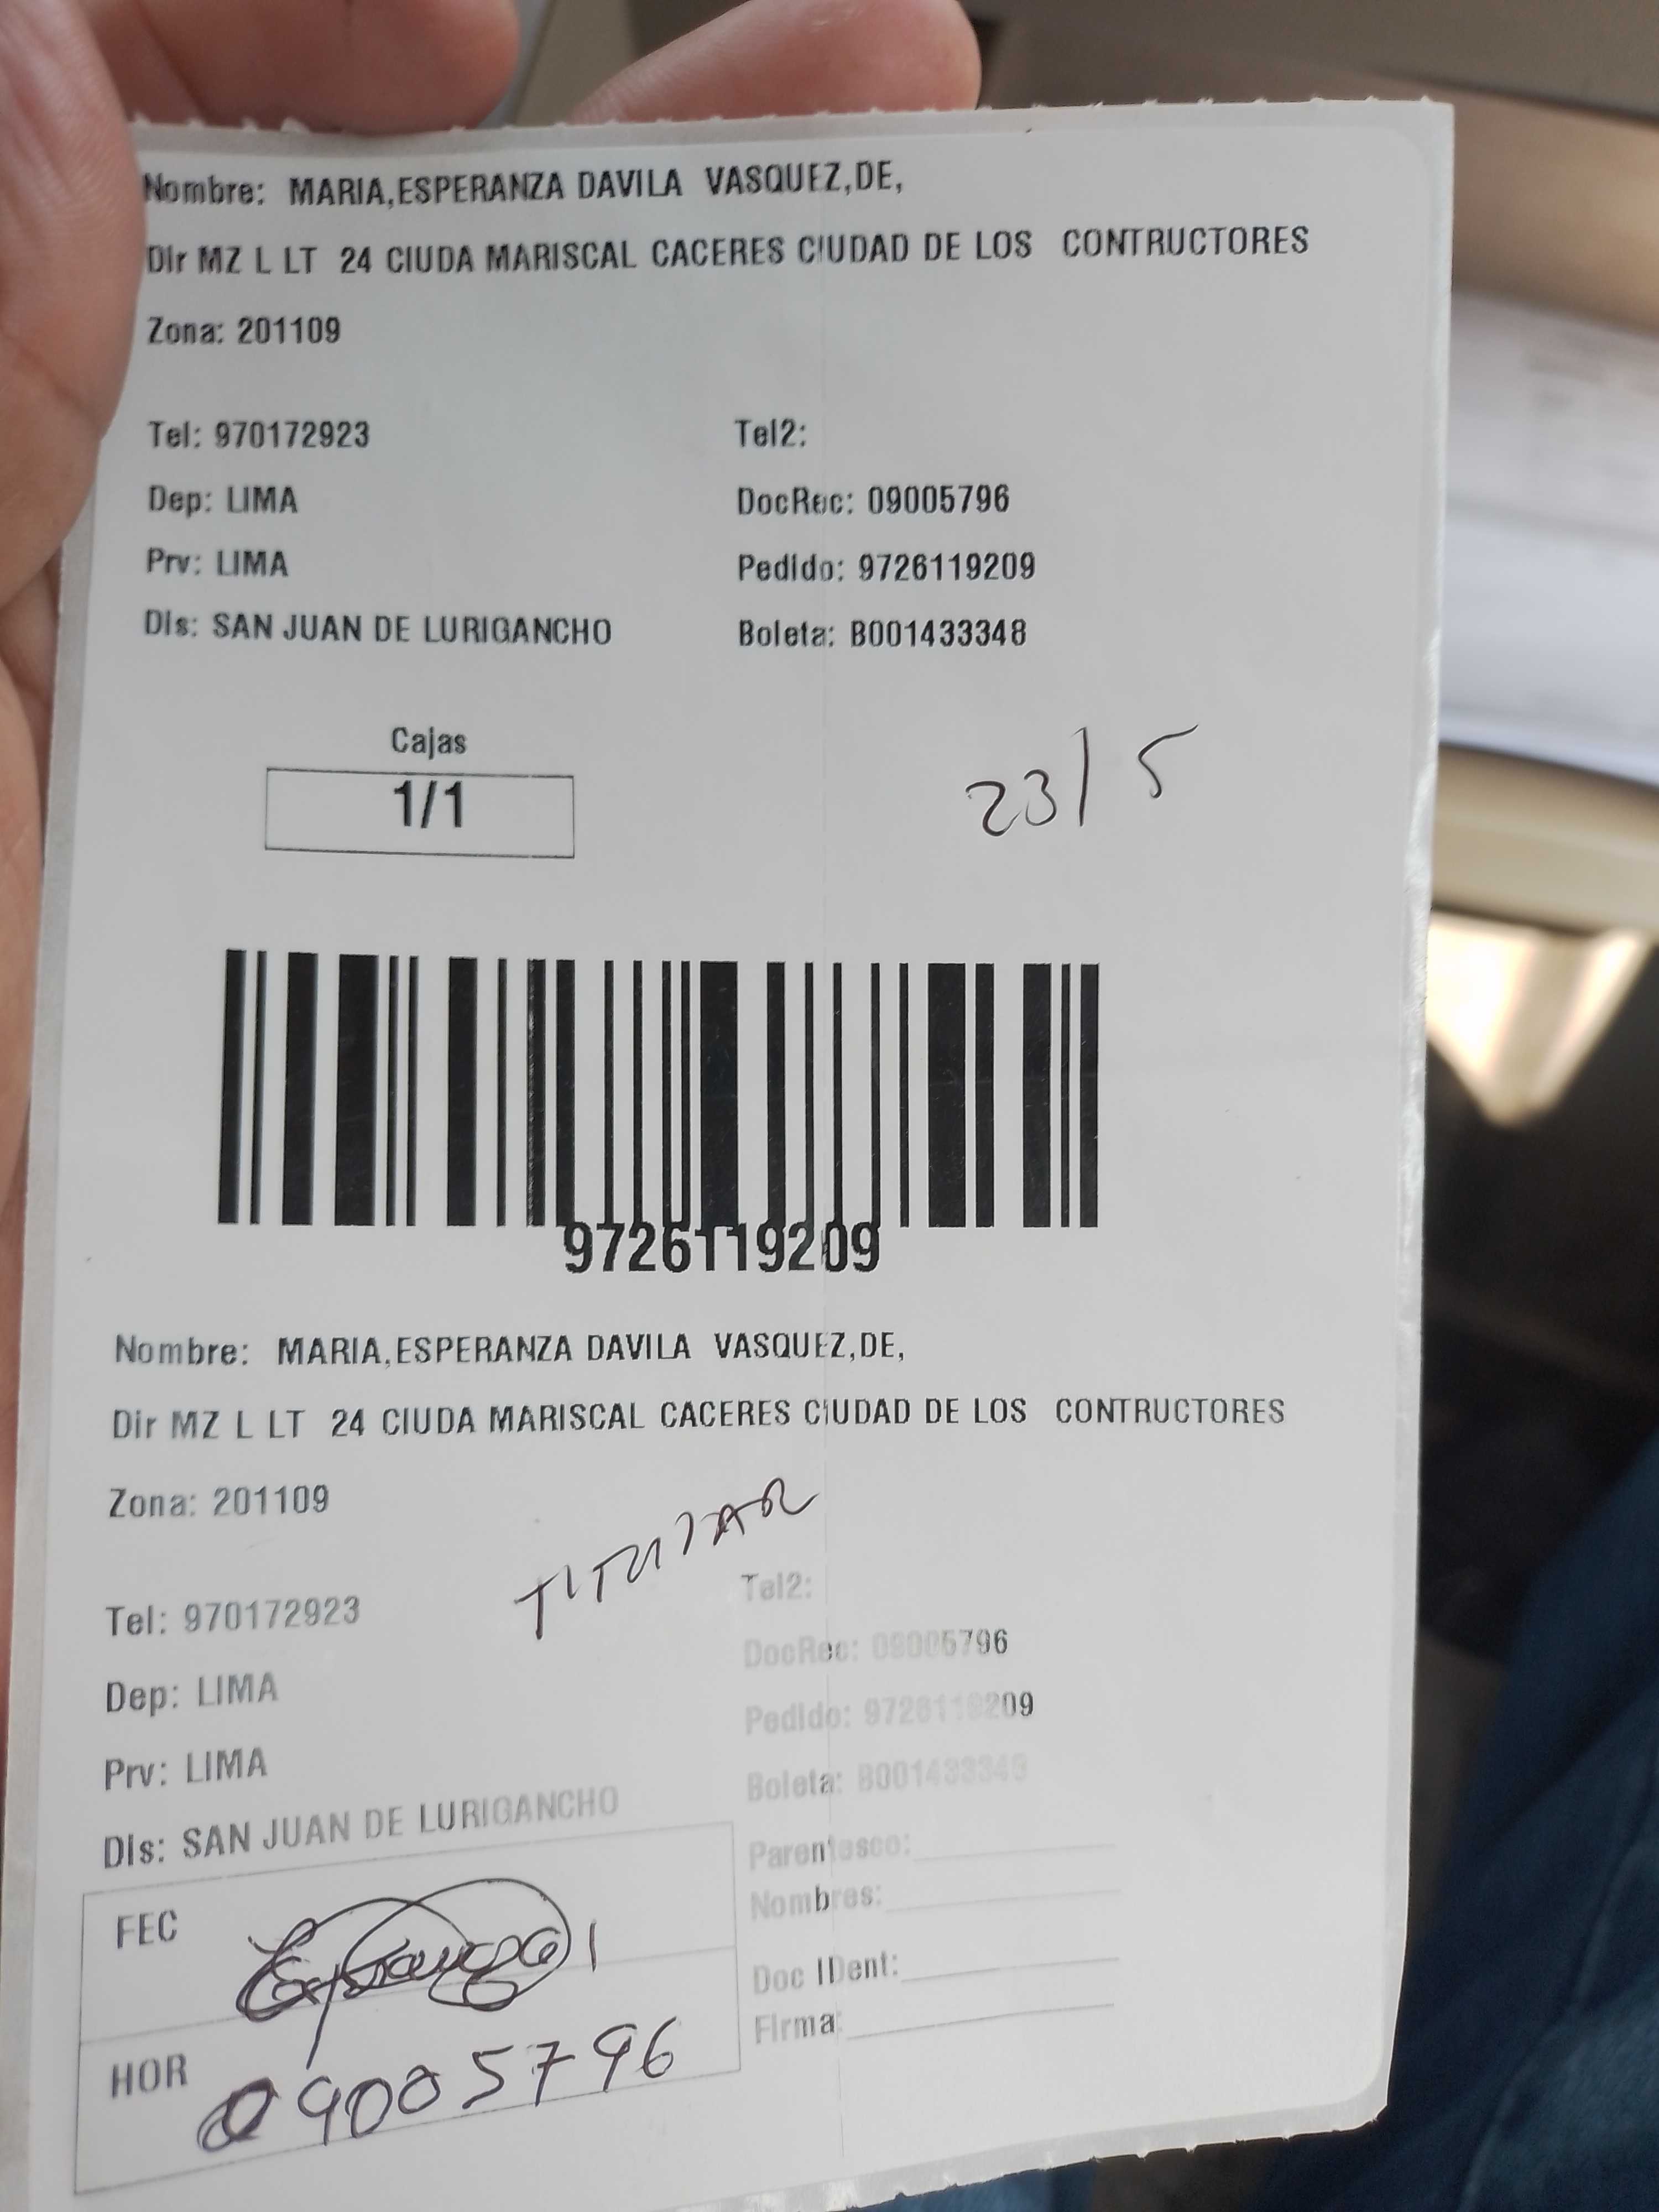 Nombre: MARIA,ESPERANZA DAVILA VASQUEZ,DE,
Dir MZ L LT 24 CIUDA MARISCAL CACERES CIUDAD DE LOS CONTRUCTORES
Zona: 201109
Tel: 970172923 Tel2:
Dep: LIMA DocRec: 09005796
Prv: LIMA Pedido: 9726119209
Dis: SAN JUAN DE LURIGANCHO Boleta: B001433348
Cajas
1/1
23/5
9726119209
Nombre: MARIA,ESPERANZA DAVILA VASQUEZ,DE,
Dir MZ L LT 24 CIUDA MARISCAL CACERES CIUDAD DE LOS CONTRUCTORES
Zona: 201109
TITULAR
Tel: 970172923 Tel2:
Dep: LIMA DocRec: 09005796
Prv: LIMA Pedido: 9726119209
Dis: SAN JUAN DE LURIGANCHO Boleta: B001433348
Parentesco:
Nombres:
FEC Esperanza
Doc IDent:
Firma:
HOR 09005796